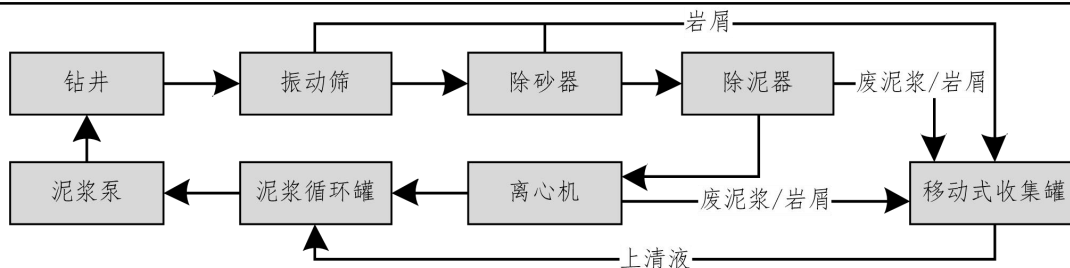 岩屑
钻井
振动筛
除砂器
除泥器
废泥浆/岩屑
泥浆泵
泥浆循环罐
离心机
废泥浆/岩屑
移动式收集罐
上清液